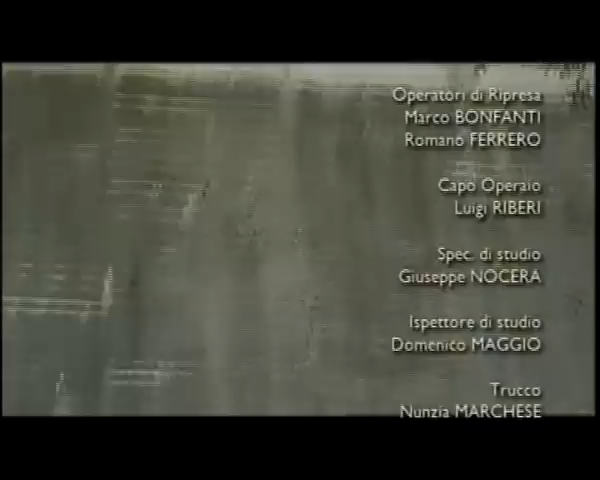 Operatori di Ripresa
Marco BONFANTI
Romano FERRERO
Capo Operaio
Luigi RIBERI
Spec. di studio
Giuseppe NOCERA
Ispettore di studio
Domenico MAGGIO
Trucco
Nunzia MARCHESE